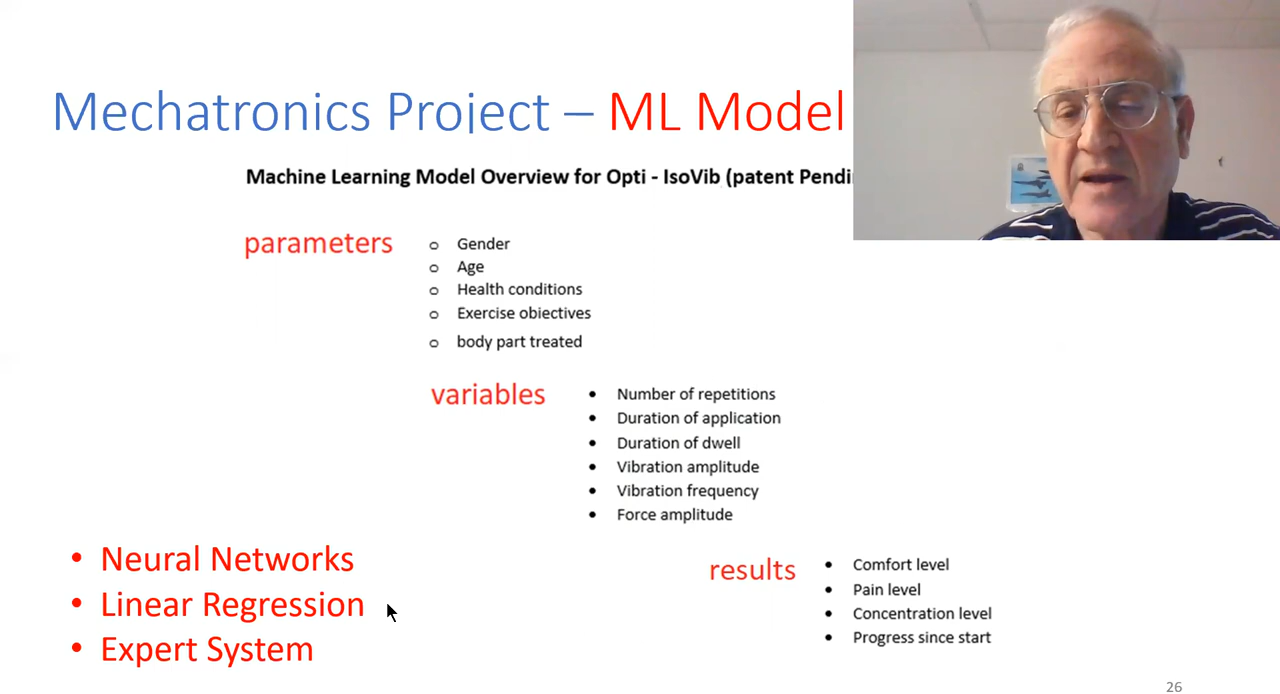 Mechatronics Project – ML Model
Machine Learning Model Overview for Opti - IsoVib (patent Pendi
parameters
o Gender
o Age
o Health conditions
o Exercise objectives
o body part treated
variables
• Number of repetitions
• Duration of application
• Duration of dwell
• Vibration amplitude
• Vibration frequency
• Force amplitude
• Neural Networks
• Linear Regression
• Expert System
results
• Comfort level
• Pain level
• Concentration level
• Progress since start
26